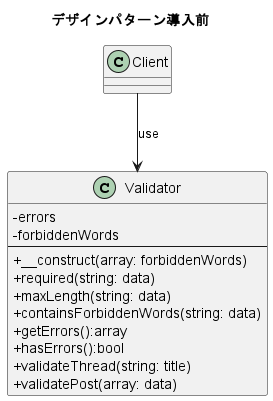 デザインパターン導入前
C Client
use
C Validator
-errors
-forbiddenWords
+__construct(array: forbiddenWords)
+required(string: data)
+maxLength(string: data)
+containsForbiddenWords(string: data)
+getErrors():array
+hasErrors():bool
+validateThread(string: title)
+validatePost(array: data)